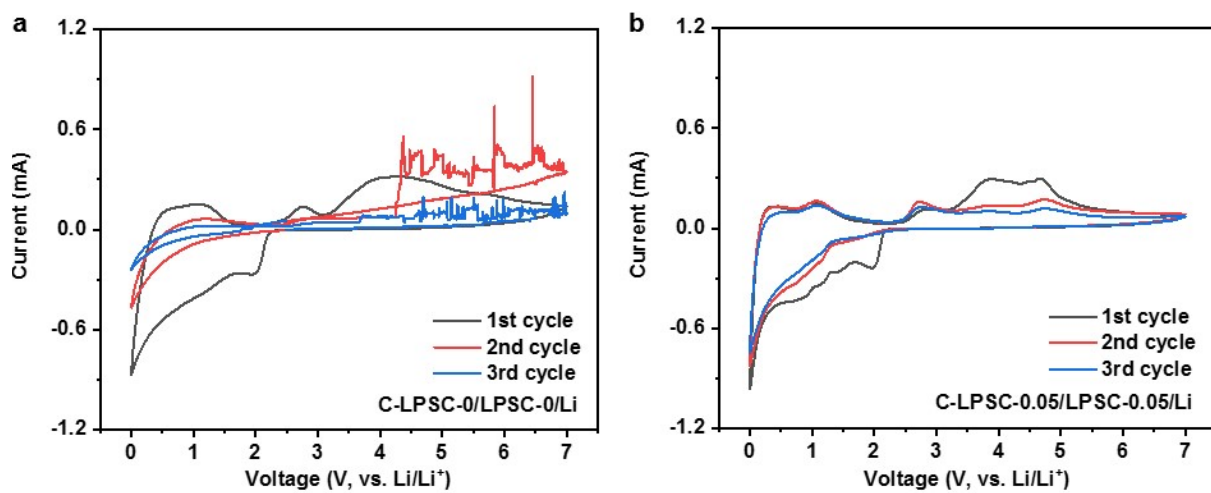 a
1.2
0.6
0.0
-0.6
-1.2
Current (mA)
1st cycle
2nd cycle
3rd cycle
C-LPSC-0/LPSC-0/Li
0 1 2 3 4 5 6 7
Voltage (V, vs. Li/Li⁺)
b
1.2
0.6
0.0
-0.6
-1.2
Current (mA)
1st cycle
2nd cycle
3rd cycle
C-LPSC-0.05/LPSC-0.05/Li
0 1 2 3 4 5 6 7
Voltage (V, vs. Li/Li⁺)